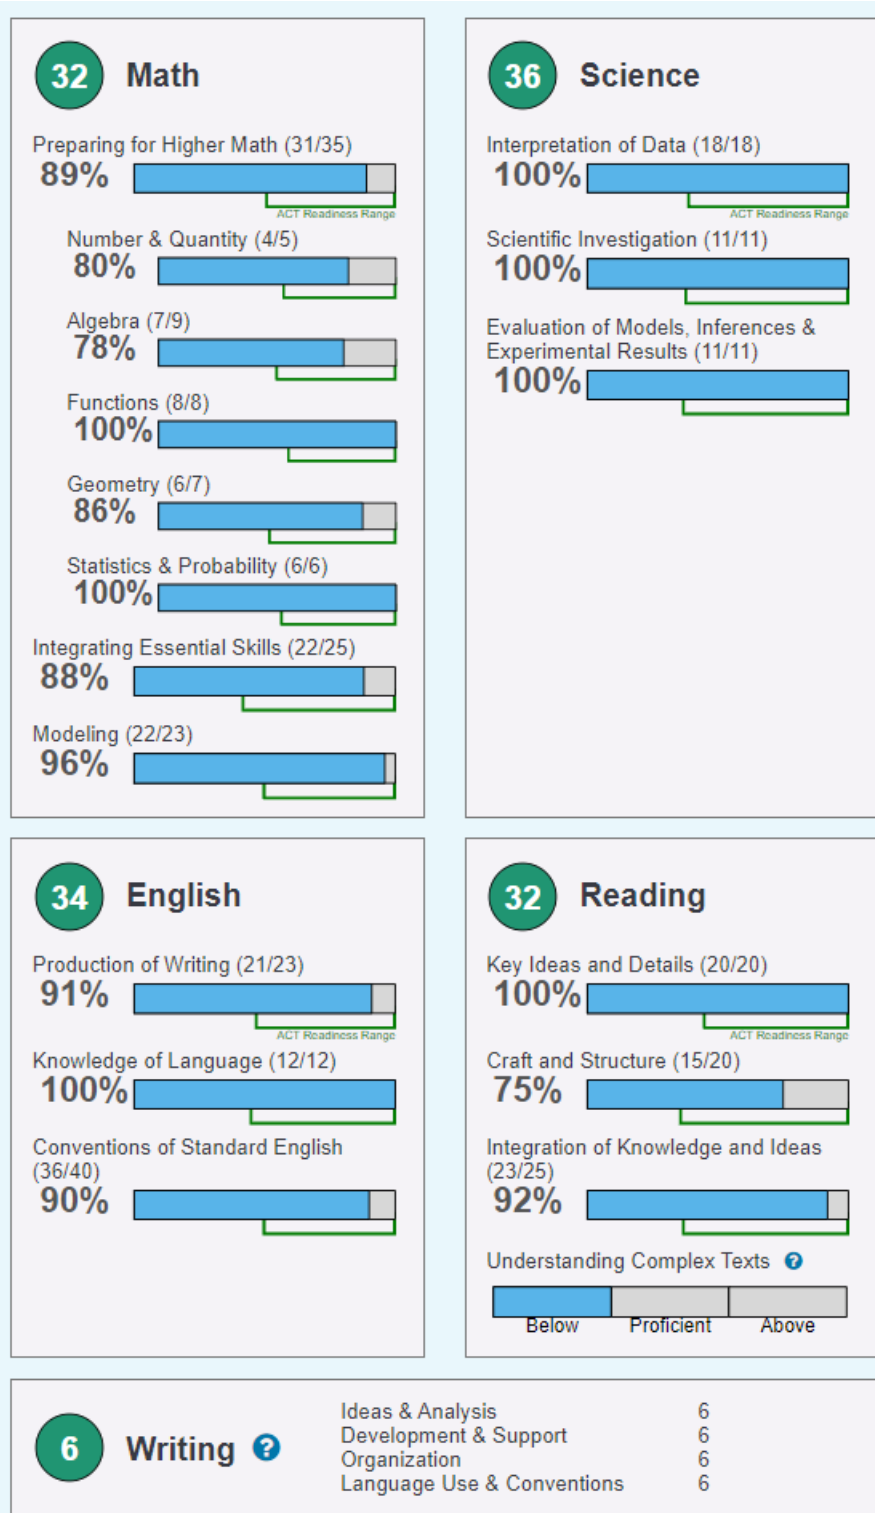 32 Math
Preparing for Higher Math (31/35)
89%
ACT Readiness Range
Number & Quantity (4/5)
80%
Algebra (7/9)
78%
Functions (8/8)
100%
Geometry (6/7)
86%
Statistics & Probability (6/6)
100%
Integrating Essential Skills (22/25)
88%
Modeling (22/23)
96%
36 Science
Interpretation of Data (18/18)
100%
ACT Readiness Range
Scientific Investigation (11/11)
100%
Evaluation of Models, Inferences &
Experimental Results (11/11)
100%
34 English
Production of Writing (21/23)
91%
ACT Readiness Range
Knowledge of Language (12/12)
100%
Conventions of Standard English
(36/40)
90%
32 Reading
Key Ideas and Details (20/20)
100%
ACT Readiness Range
Craft and Structure (15/20)
75%
Integration of Knowledge and Ideas
(23/25)
92%
Understanding Complex Texts ?
Below Proficient Above
6 Writing ?
Ideas & Analysis 6
Development & Support 6
Organization 6
Language Use & Conventions 6